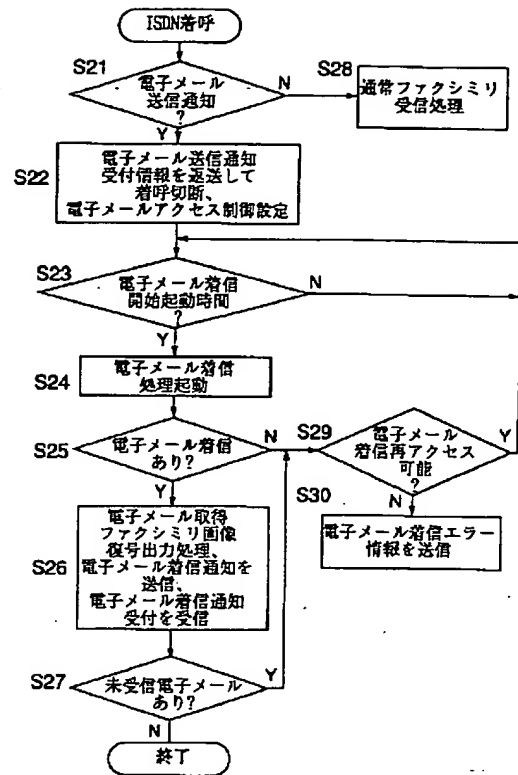 ISDN着呼
S21
電子メール
送信通知
?
N
Y
S28
通常ファクシミリ
受信処理
S22
電子メール送信通知
受付情報を返送して
着呼切断、
電子メールアクセス制御設定
S23
電子メール着信
開始起動時間
?
N
Y
S24
電子メール着信
処理起動
S25
電子メール着信
あり?
N
Y
S29
電子メール
着信再アクセス
可能
?
Y
N
S30
電子メール着信エラー
情報を送信
S26
電子メール取得
ファクシミリ画像
復号出力処理、
電子メール着信通知を
送信、
電子メール着信通知
受付を受信
S27
未受信電子メール
あり?
Y
N
終了